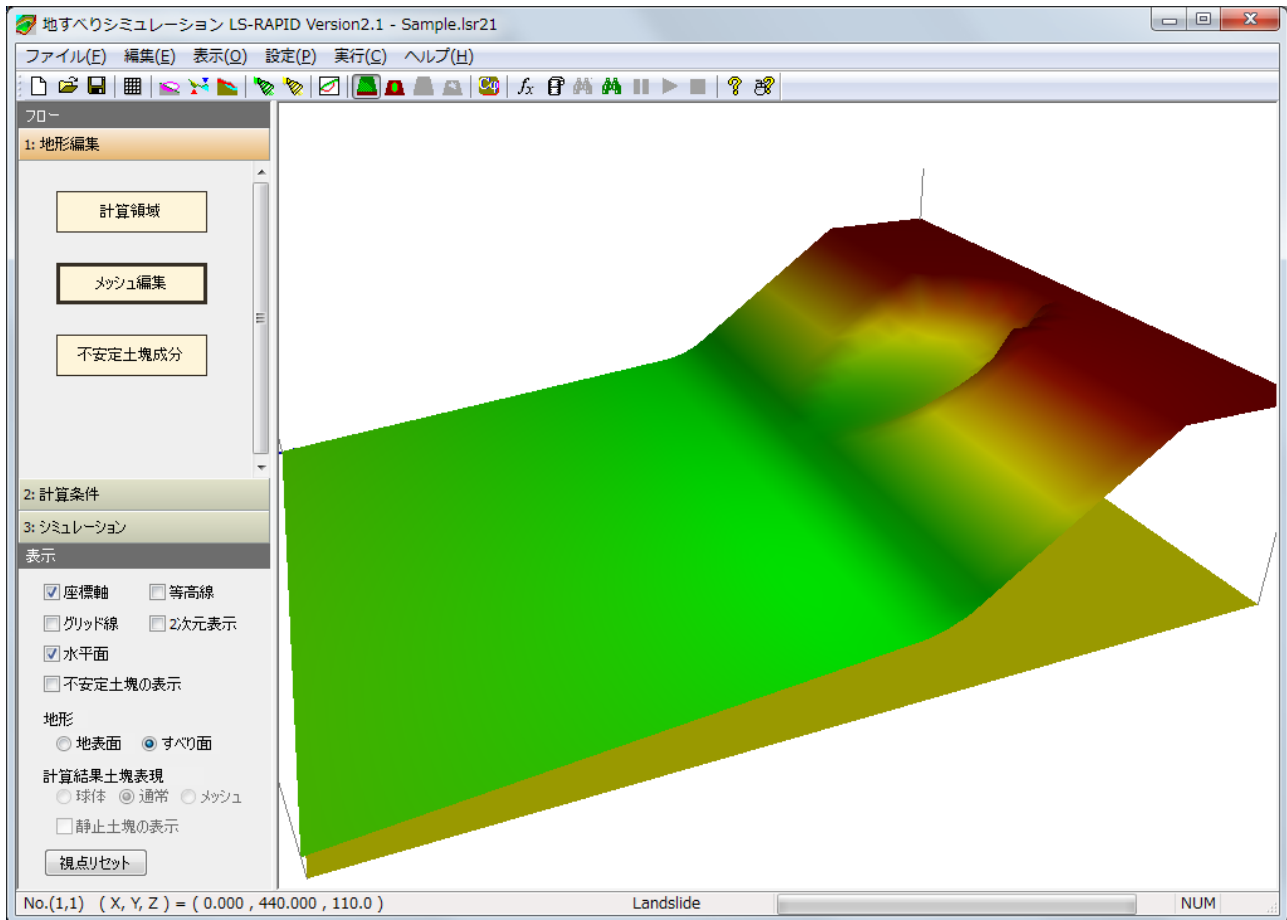 地すべりシミュレーション LS-RAPID Version2.1 - Sample.lsr21
ファイル(F) 編集(E) 表示(O) 設定(P) 実行(C) ヘルプ(H)
フロー
1: 地形編集
計算領域
メッシュ編集
不安定土塊成分
2: 計算条件
3: シミュレーション
表示
座標軸 等高線
グリッド線 2次元表示
水平面
不安定土塊の表示
地形
地表面 すべり面
計算結果土塊表現
球体 通常 メッシュ
静止土塊の表示
視点リセット
No.(1,1) ( X, Y, Z ) = ( 0.000 , 440.000 , 110.0 ) Landslide NUM